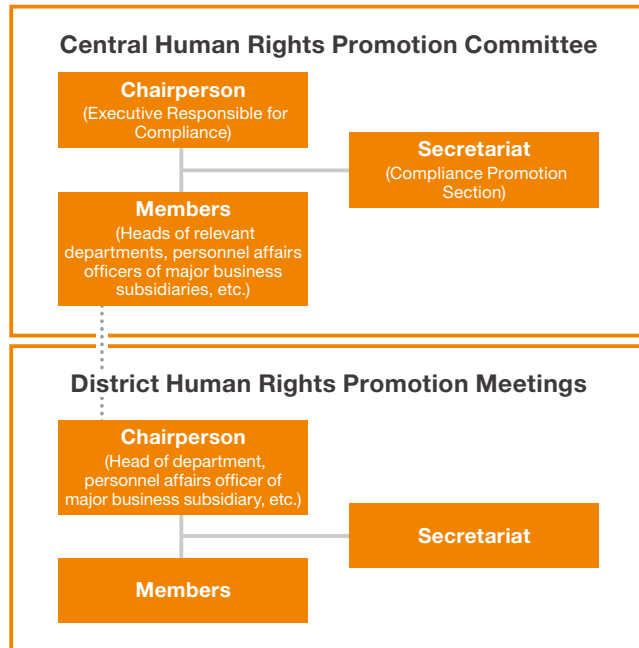 Central Human Rights Promotion Committee
Chairperson
(Executive Responsible for
Compliance)
Secretariat
(Compliance Promotion
Section)
Members
(Heads of relevant
departments, personnel affairs
officers of major business
subsidiaries, etc.)
District Human Rights Promotion Meetings
Chairperson
(Head of department,
personnel affairs officer of
major business subsidiary, etc.)
Secretariat
Members